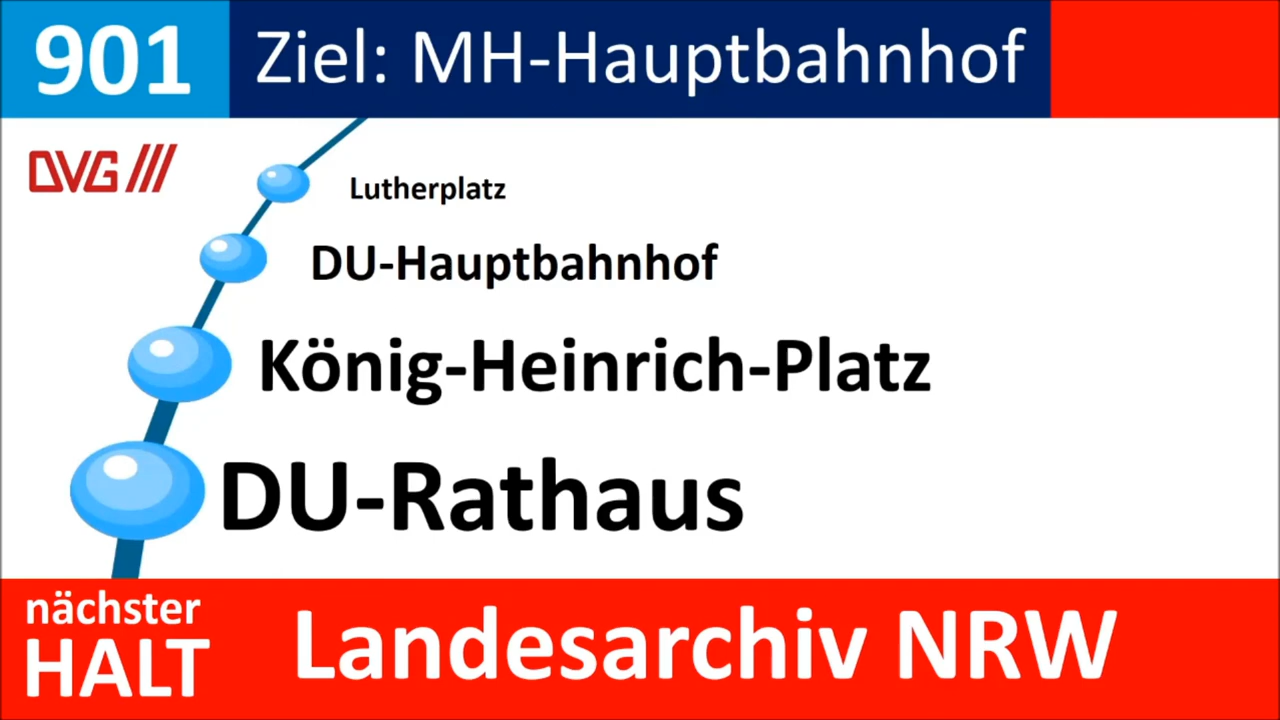 901
Ziel: MH-Hauptbahnhof
DVG
Lutherplatz
DU-Hauptbahnhof
König-Heinrich-Platz
DU-Rathaus
nächster
HALT
Landesarchiv NRW